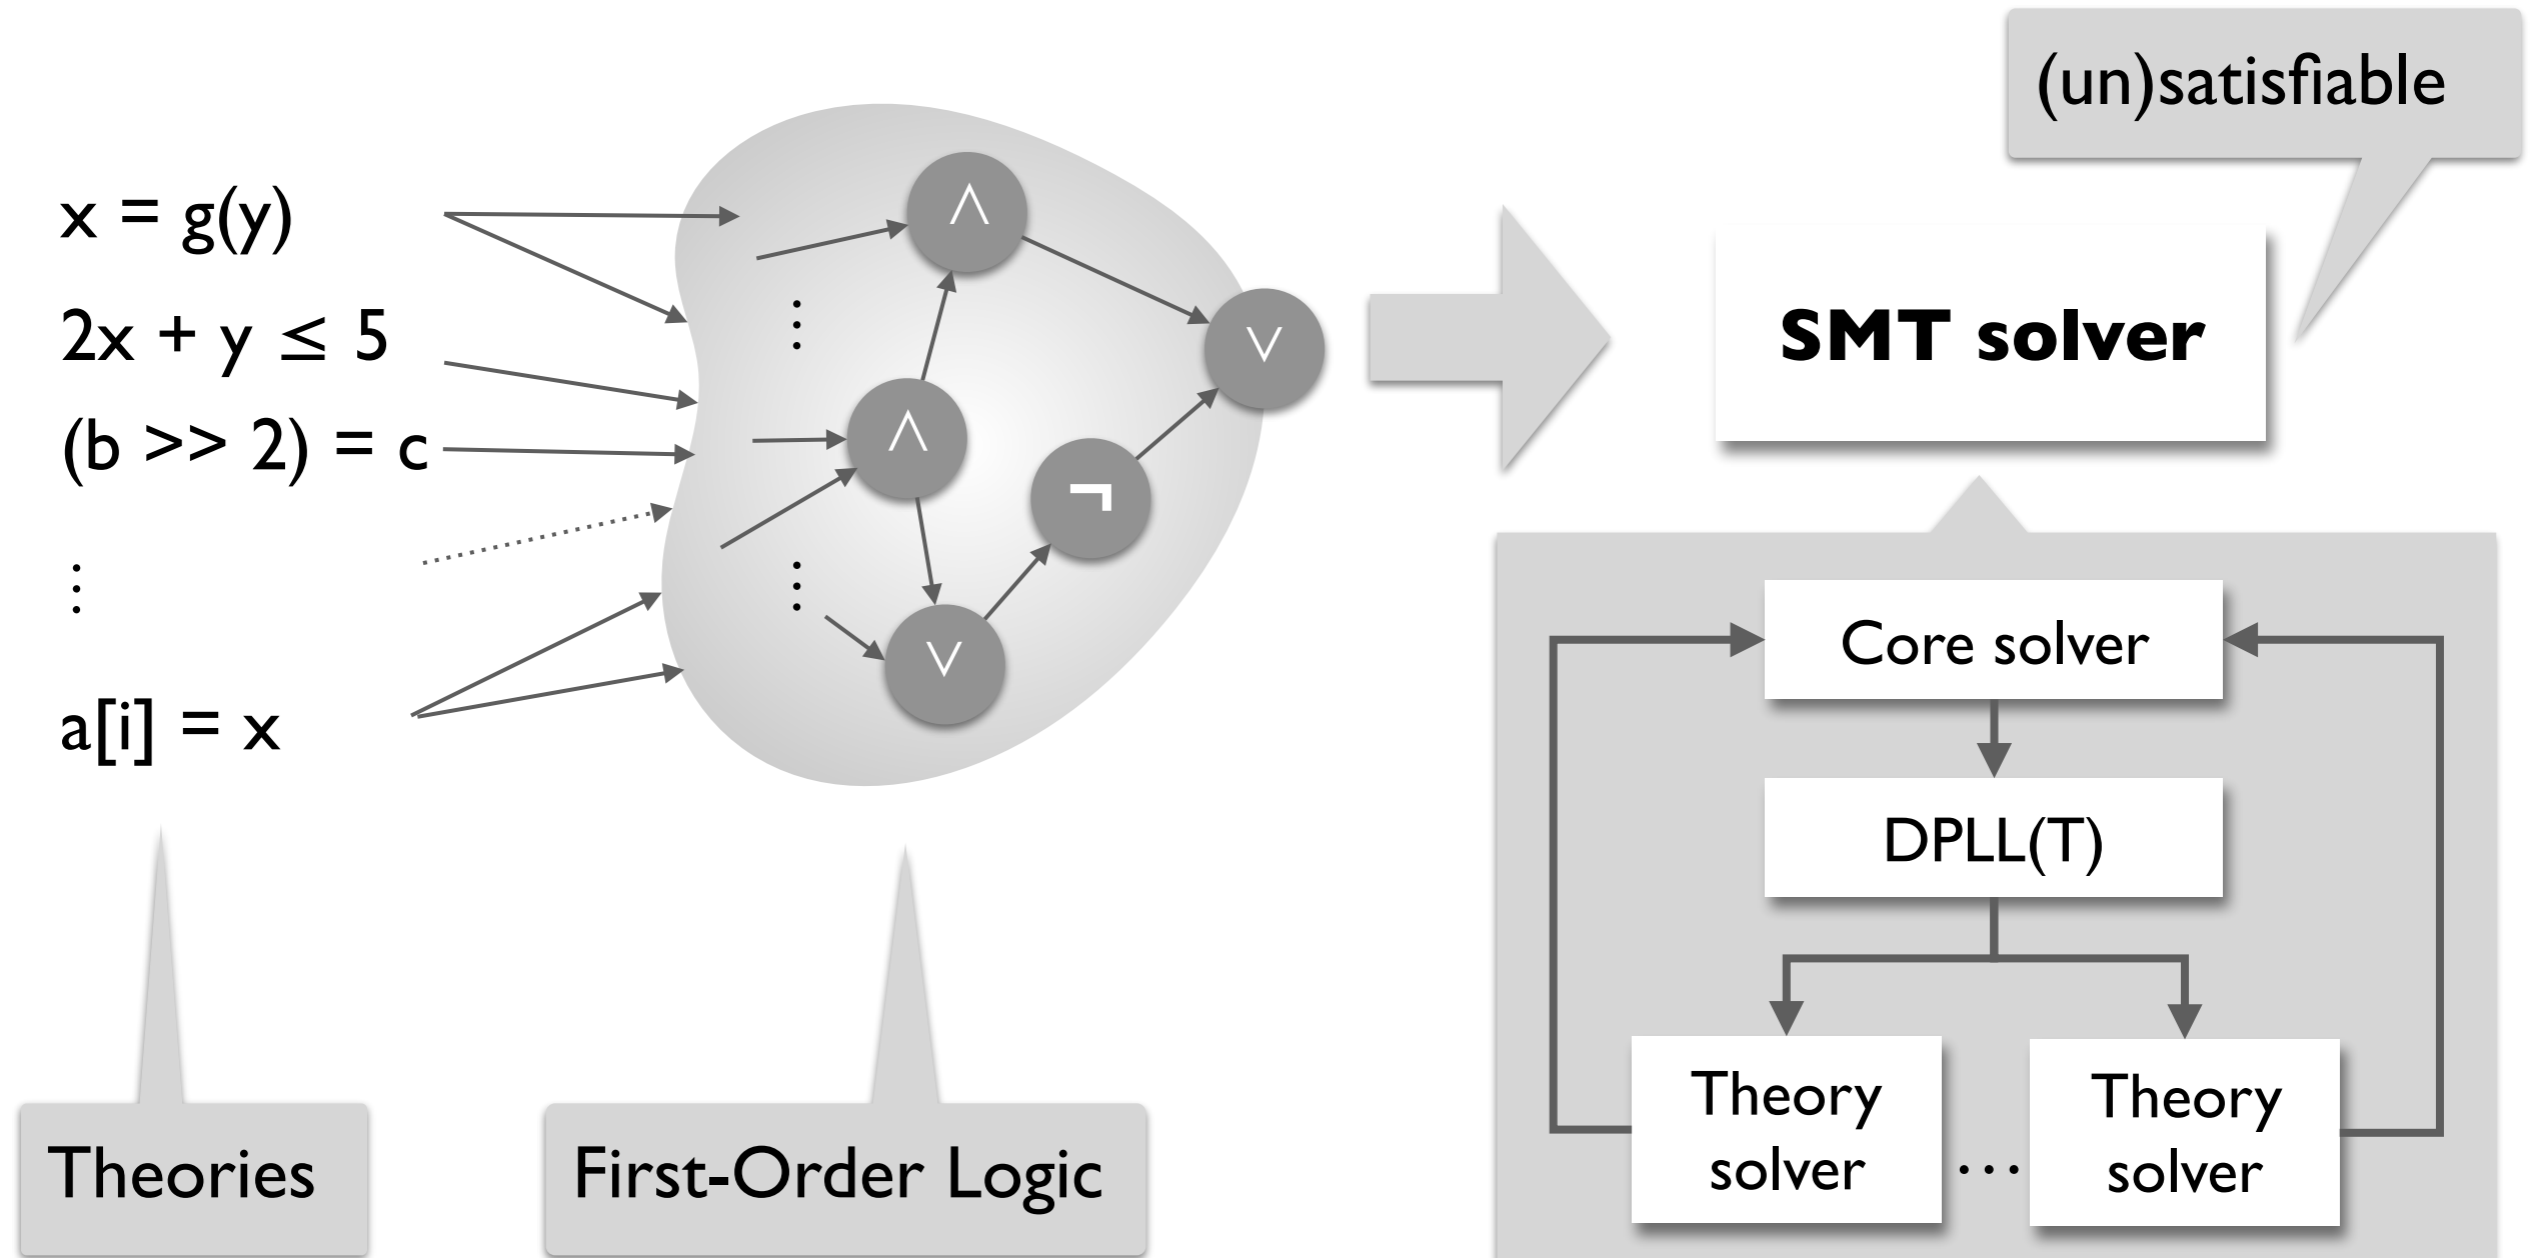 (un)satisfiable
x = g(y)
2x + y ≤ 5
(b >> 2) = c
⋮
a[i] = x
∧
⋮
∧
∨
¬
⋮
∨
SMT solver
Core solver
DPLL(T)
Theory
solver
…
Theory
solver
Theories
First-Order Logic